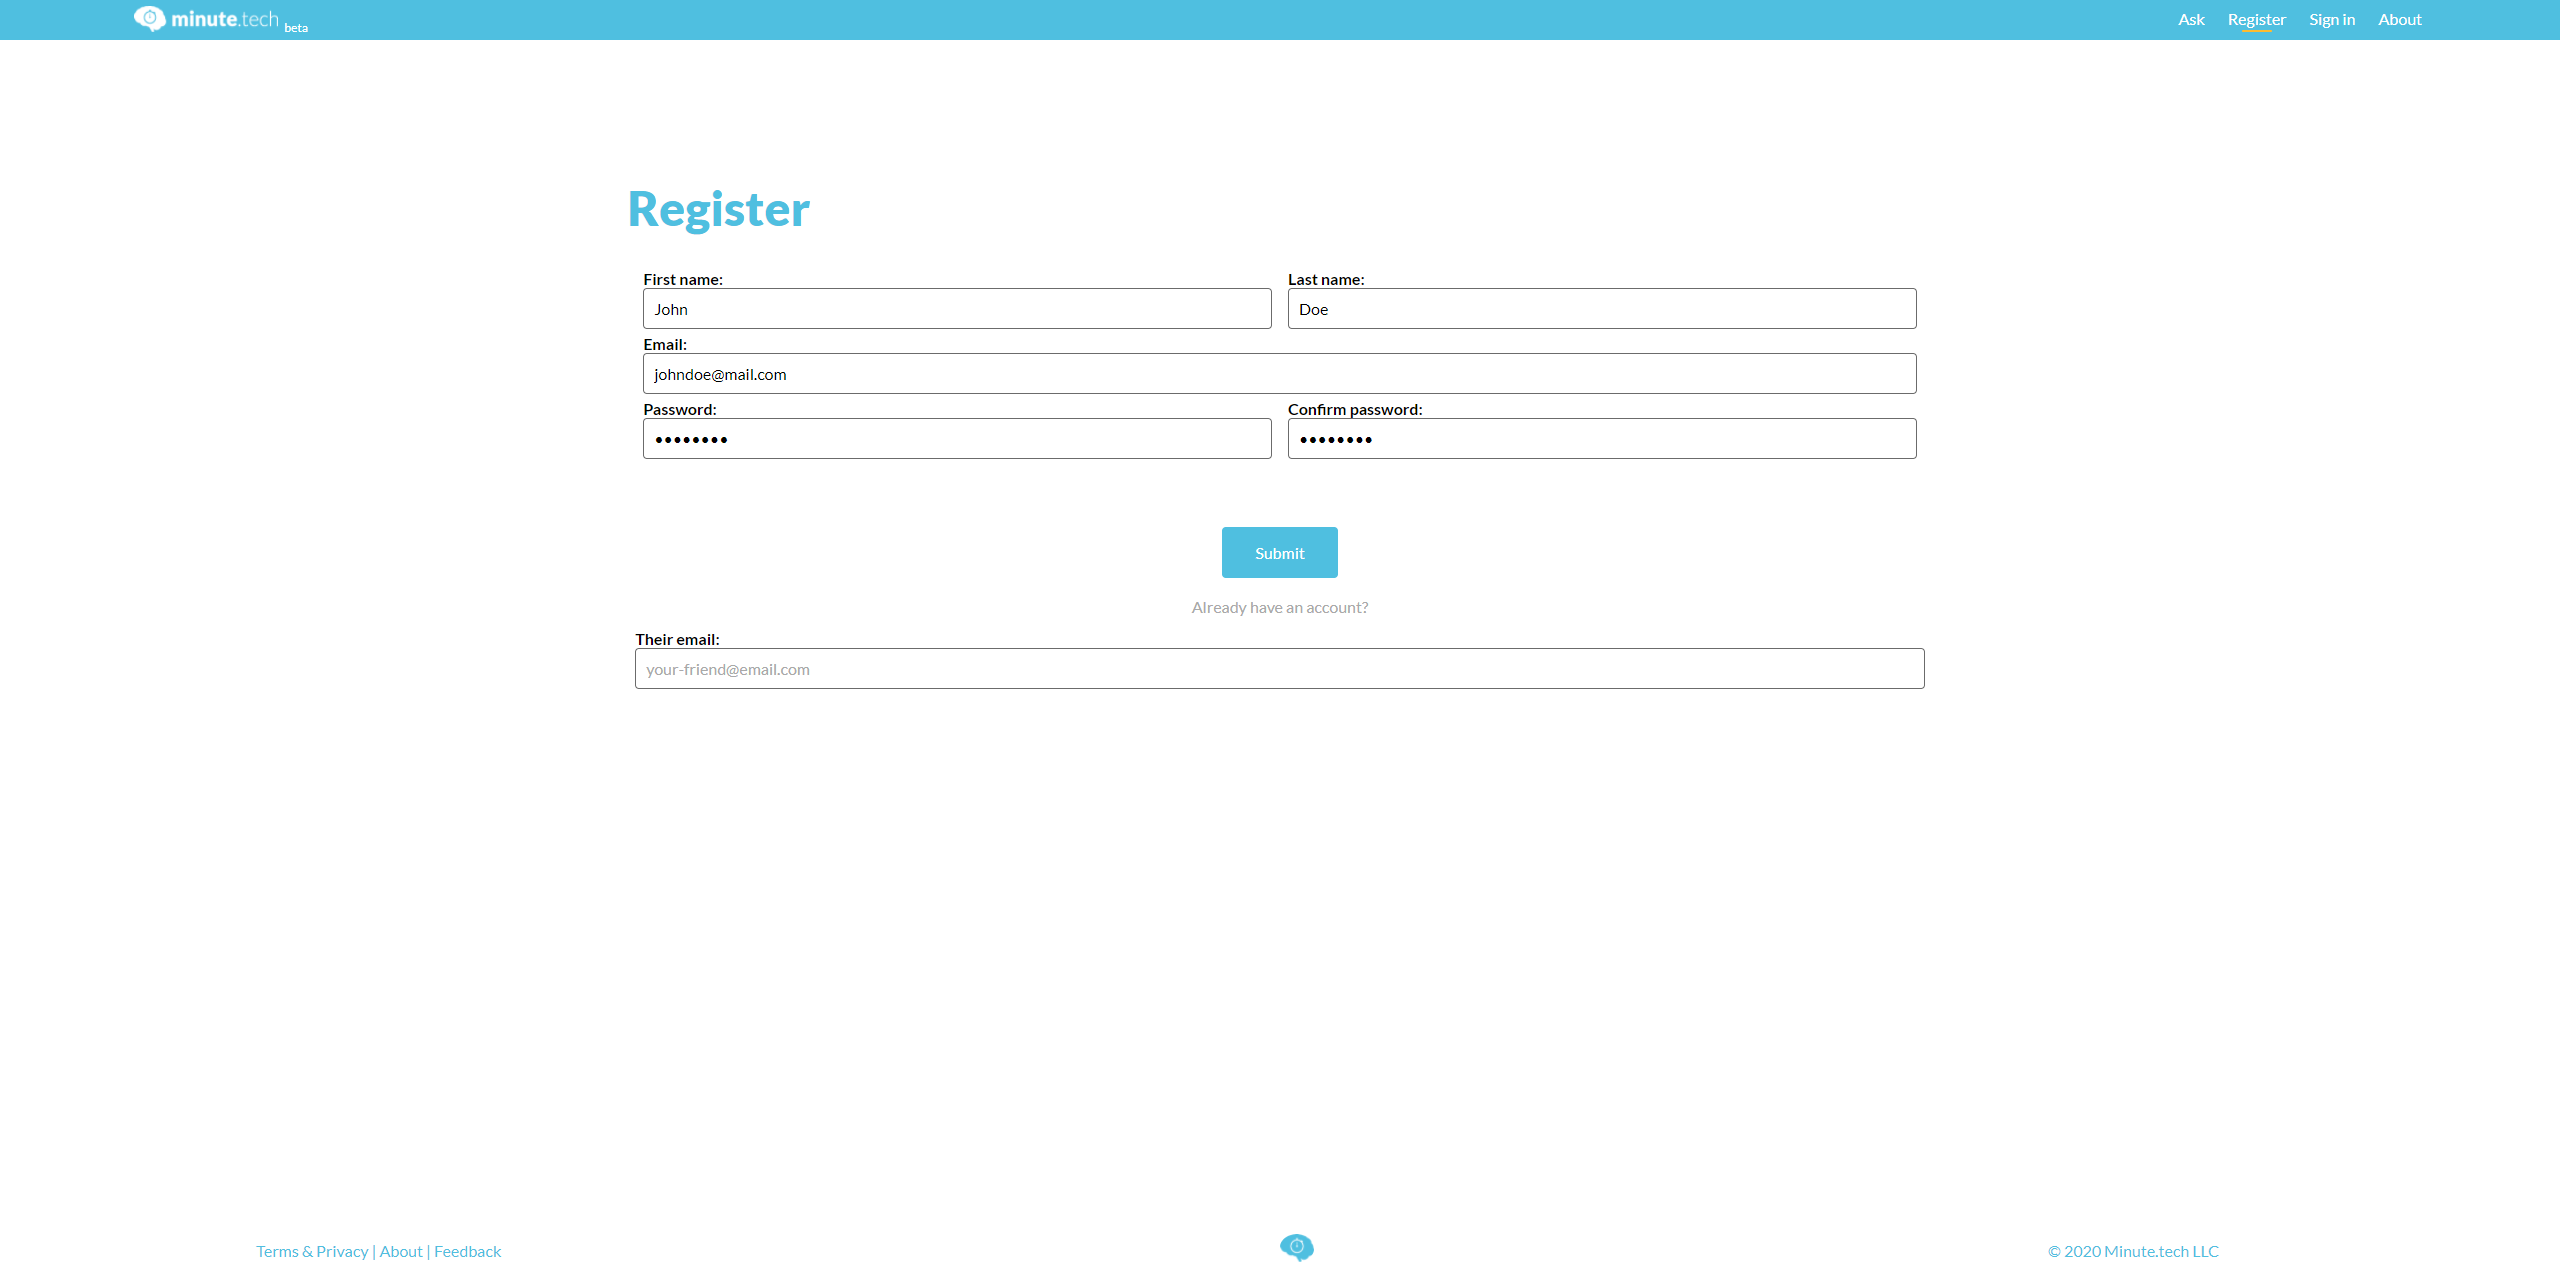 minute.tech beta
Ask Register Sign in About
Register
First name: Last name:
John Doe
Email:
johndoe@mail.com
Password: Confirm password:
•••••••• ••••••••
Submit
Already have an account?
Their email:
your-friend@email.com
Terms & Privacy | About | Feedback
© 2020 Minute.tech LLC